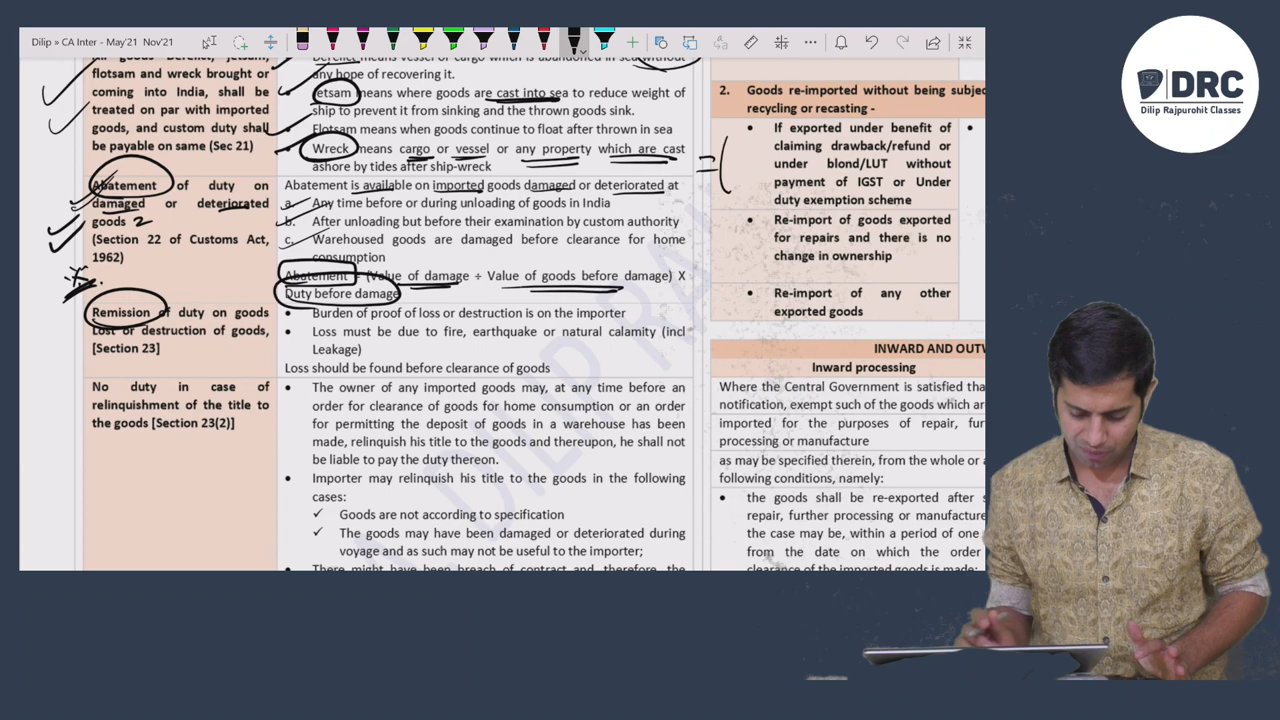 Dilip » CA Inter - May'21 Nov'21
DRC
Dilip Rajpurohit Classes
All goods derelict, jetsam,
flotsam and wreck brought or
coming into India, shall be
treated on par with imported
goods, and custom duty shall
be payable on same (Sec 21)
Derelict means vessel or cargo which is abandoned in sea without
any hope of recovering it.
Jetsam means where goods are cast into sea to reduce weight of
ship to prevent it from sinking and the thrown goods sink.
Flotsam means when goods continue to float after thrown in sea
Wreck means cargo or vessel or any property which are cast
ashore by tides after ship-wreck
Abatement of duty on
damaged or deteriorated
goods 2
(Section 22 of Customs Act,
1962)
Abatement is available on imported goods damaged or deteriorated at
a. Any time before or during unloading of goods in India
b. After unloading but before their examination by custom authority
c. Warehoused goods are damaged before clearance for home
consumption
Abatement = (Value of damage ÷ Value of goods before damage) X
Duty before damage
Remission of duty on goods
Lost or destruction of goods,
[Section 23]
• Burden of proof of loss or destruction is on the importer
• Loss must be due to fire, earthquake or natural calamity (incl
Leakage)
Loss should be found before clearance of goods
No duty in case of
relinquishment of the title to
the goods [Section 23(2)]
• The owner of any imported goods may, at any time before an
order for clearance of goods for home consumption or an order
for permitting the deposit of goods in a warehouse has been
made, relinquish his title to the goods and thereupon, he shall not
be liable to pay the duty thereon.
• Importer may relinquish his title to the goods in the following
cases:
✓ Goods are not according to specification
✓ The goods may have been damaged or deteriorated during
voyage and as such may not be useful to the importer;
• There might have been breach of contract and therefore, the
= (
2. Goods re-imported without being subje
recycling or recasting -
• If exported under benefit of
claiming drawback/refund or
under blond/LUT without
payment of IGST or Under
duty exemption scheme
• Re-import of goods exported
for repairs and there is no
change in ownership
• Re-import of any other
exported goods
INWARD AND OUTW
Inward processing
Where the Central Government is satisfied tha
notification, exempt such of the goods which ar
imported for the purposes of repair, fur
processing or manufacture
as may be specified therein, from the whole or
following conditions, namely:
• the goods shall be re-exported after s
repair, further processing or manufacture
the case may be, within a period of one
from the date on which the order
clearance of the imported goods is made;
DILIP RAJ